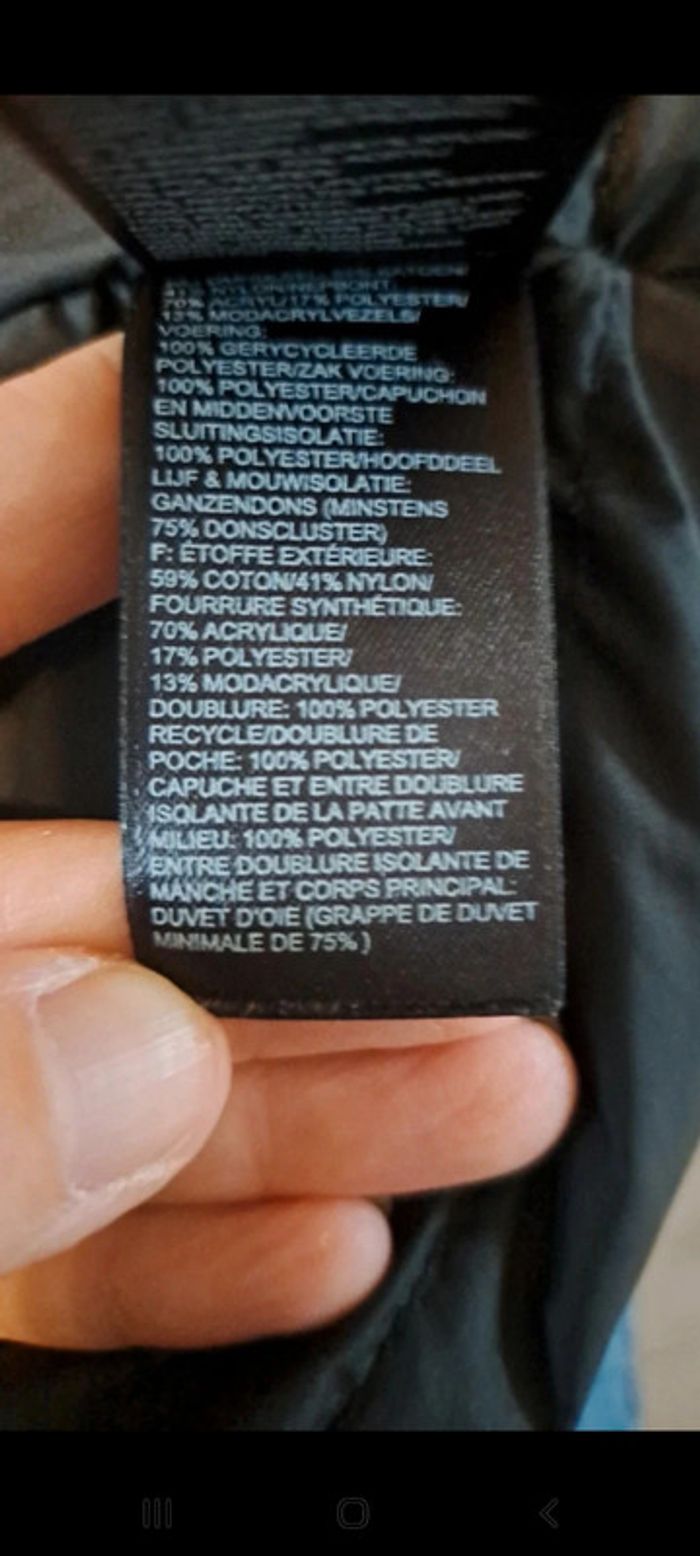 70% ACRYL/17% POLYESTER/
13% MODACRYLVEZELS/
VOERING:
100% GERYCYCLEERDE
POLYESTER/ZAK VOERING:
100% POLYESTER/CAPUCHON
EN MIDDENVOORSTE
SLUITINGSISOLATIE:
100% POLYESTER/HOOFDDEEL
LIJF & MOUWISOLATIE:
GANZENDONS (MINSTENS
75% DONSCLUSTER)
F: ÉTOFFE EXTÉRIEURE:
59% COTON/41% NYLON/
FOURRURE SYNTHÉTIQUE:
70% ACRYLIQUE/
17% POLYESTER/
13% MODACRYLIQUE/
DOUBLURE: 100% POLYESTER
RECYCLE/DOUBLURE DE
POCHE: 100% POLYESTER/
CAPUCHE ET ENTRE DOUBLURE
ISOLANTE DE LA PATTE AVANT
MILIEU: 100% POLYESTER/
ENTRE DOUBLURE ISOLANTE DE
MANCHE ET CORPS PRINCIPAL:
DUVET D'OIE (GRAPPE DE DUVET
MINIMALE DE 75% )